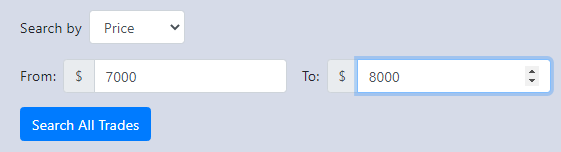 Search by Price
From: $ 7000 To: $ 8000
Search All Trades